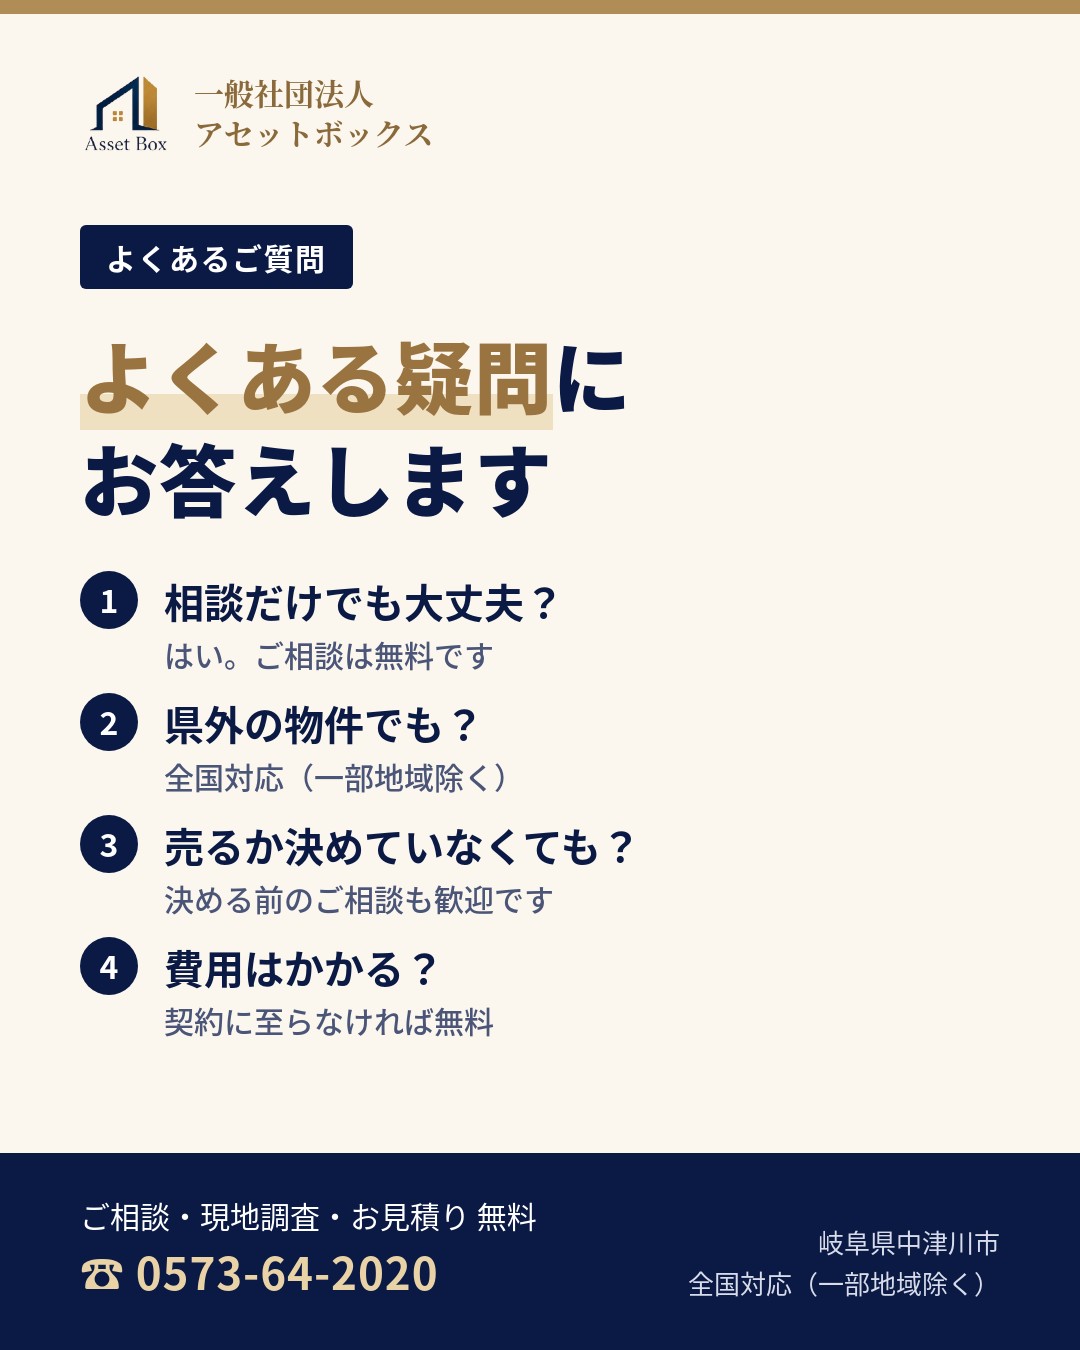 Asset Box
一般社団法人
アセットボックス
よくあるご質問
よくある疑問に
お答えします
1 相談だけでも大丈夫？
はい。ご相談は無料です
2 県外の物件でも？
全国対応（一部地域除く）
3 売るか決めていなくても？
決める前のご相談も歓迎です
4 費用はかかる？
契約に至らなければ無料
ご相談・現地調査・お見積り 無料
☎ 0573-64-2020
岐阜県中津川市
全国対応（一部地域除く）